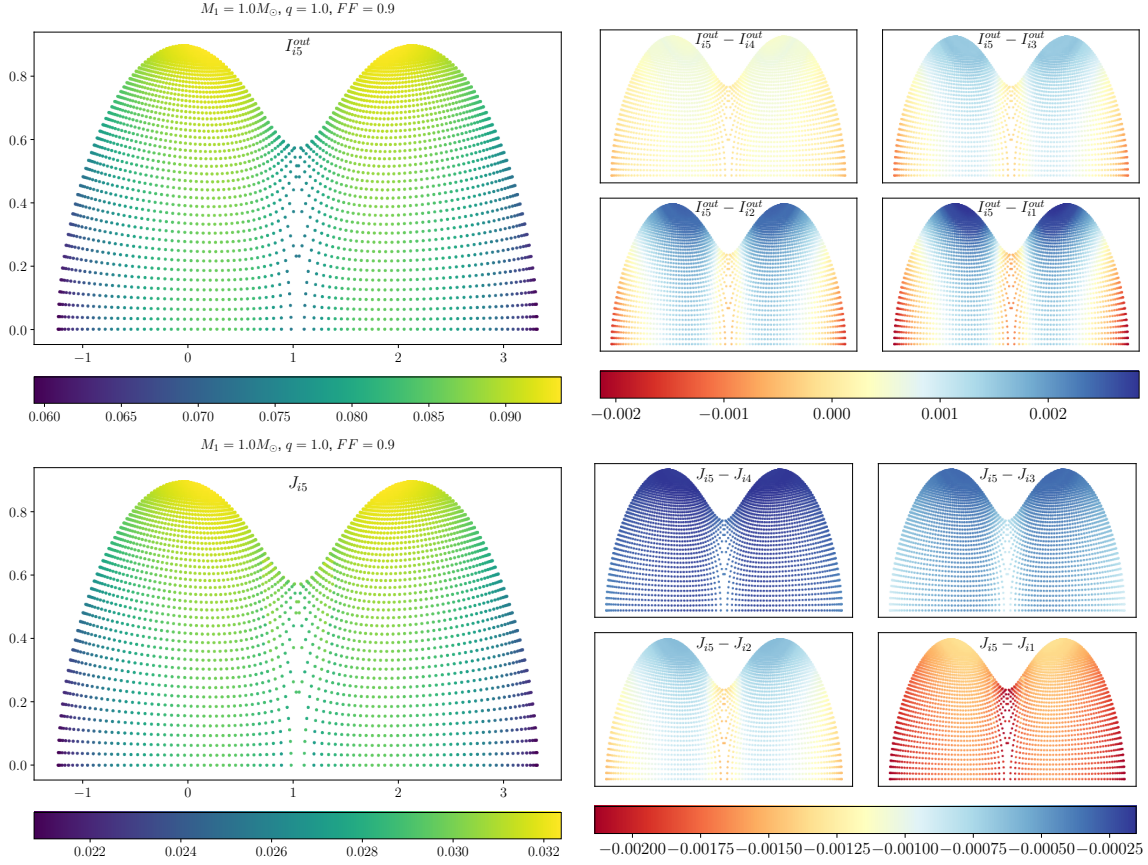 M₁ = 1.0M⊙, q = 1.0, FF = 0.9
I_{i5}^{out}
0.8
0.6
0.4
0.2
0.0
−1 0 1 2 3
0.060 0.065 0.070 0.075 0.080 0.085 0.090
I_{i5}^{out} − I_{i4}^{out}
I_{i5}^{out} − I_{i3}^{out}
I_{i5}^{out} − I_{i2}^{out}
I_{i5}^{out} − I_{i1}^{out}
−0.002 −0.001 0.000 0.001 0.002
M₁ = 1.0M⊙, q = 1.0, FF = 0.9
J_{i5}
0.8
0.6
0.4
0.2
0.0
−1 0 1 2 3
0.022 0.024 0.026 0.028 0.030 0.032
J_{i5} − J_{i4}
J_{i5} − J_{i3}
J_{i5} − J_{i2}
J_{i5} − J_{i1}
−0.00200 −0.00175 −0.00150 −0.00125 −0.00100 −0.00075 −0.00050 −0.00025